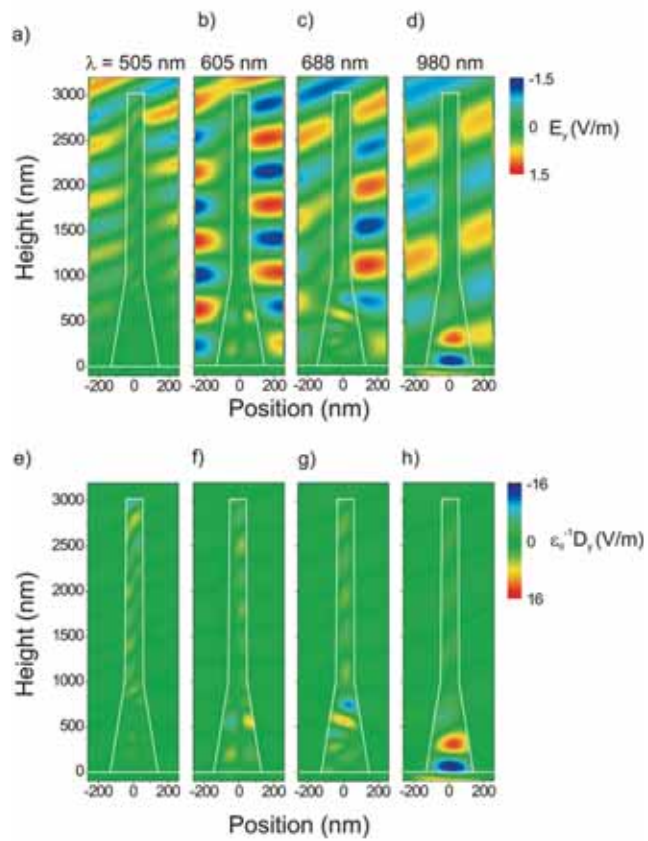 a)
b)
c)
d)
λ = 505 nm
605 nm
688 nm
980 nm
3000
2500
2000
1500
1000
500
0
Height (nm)
-200 0 200
-200 0 200
-200 0 200
-200 0 200
Position (nm)
-1.5
0
1.5
E_y (V/m)
e)
f)
g)
h)
3000
2500
2000
1500
1000
500
0
Height (nm)
-200 0 200
-200 0 200
-200 0 200
-200 0 200
Position (nm)
-16
0
16
ε₀⁻¹D_y (V/m)